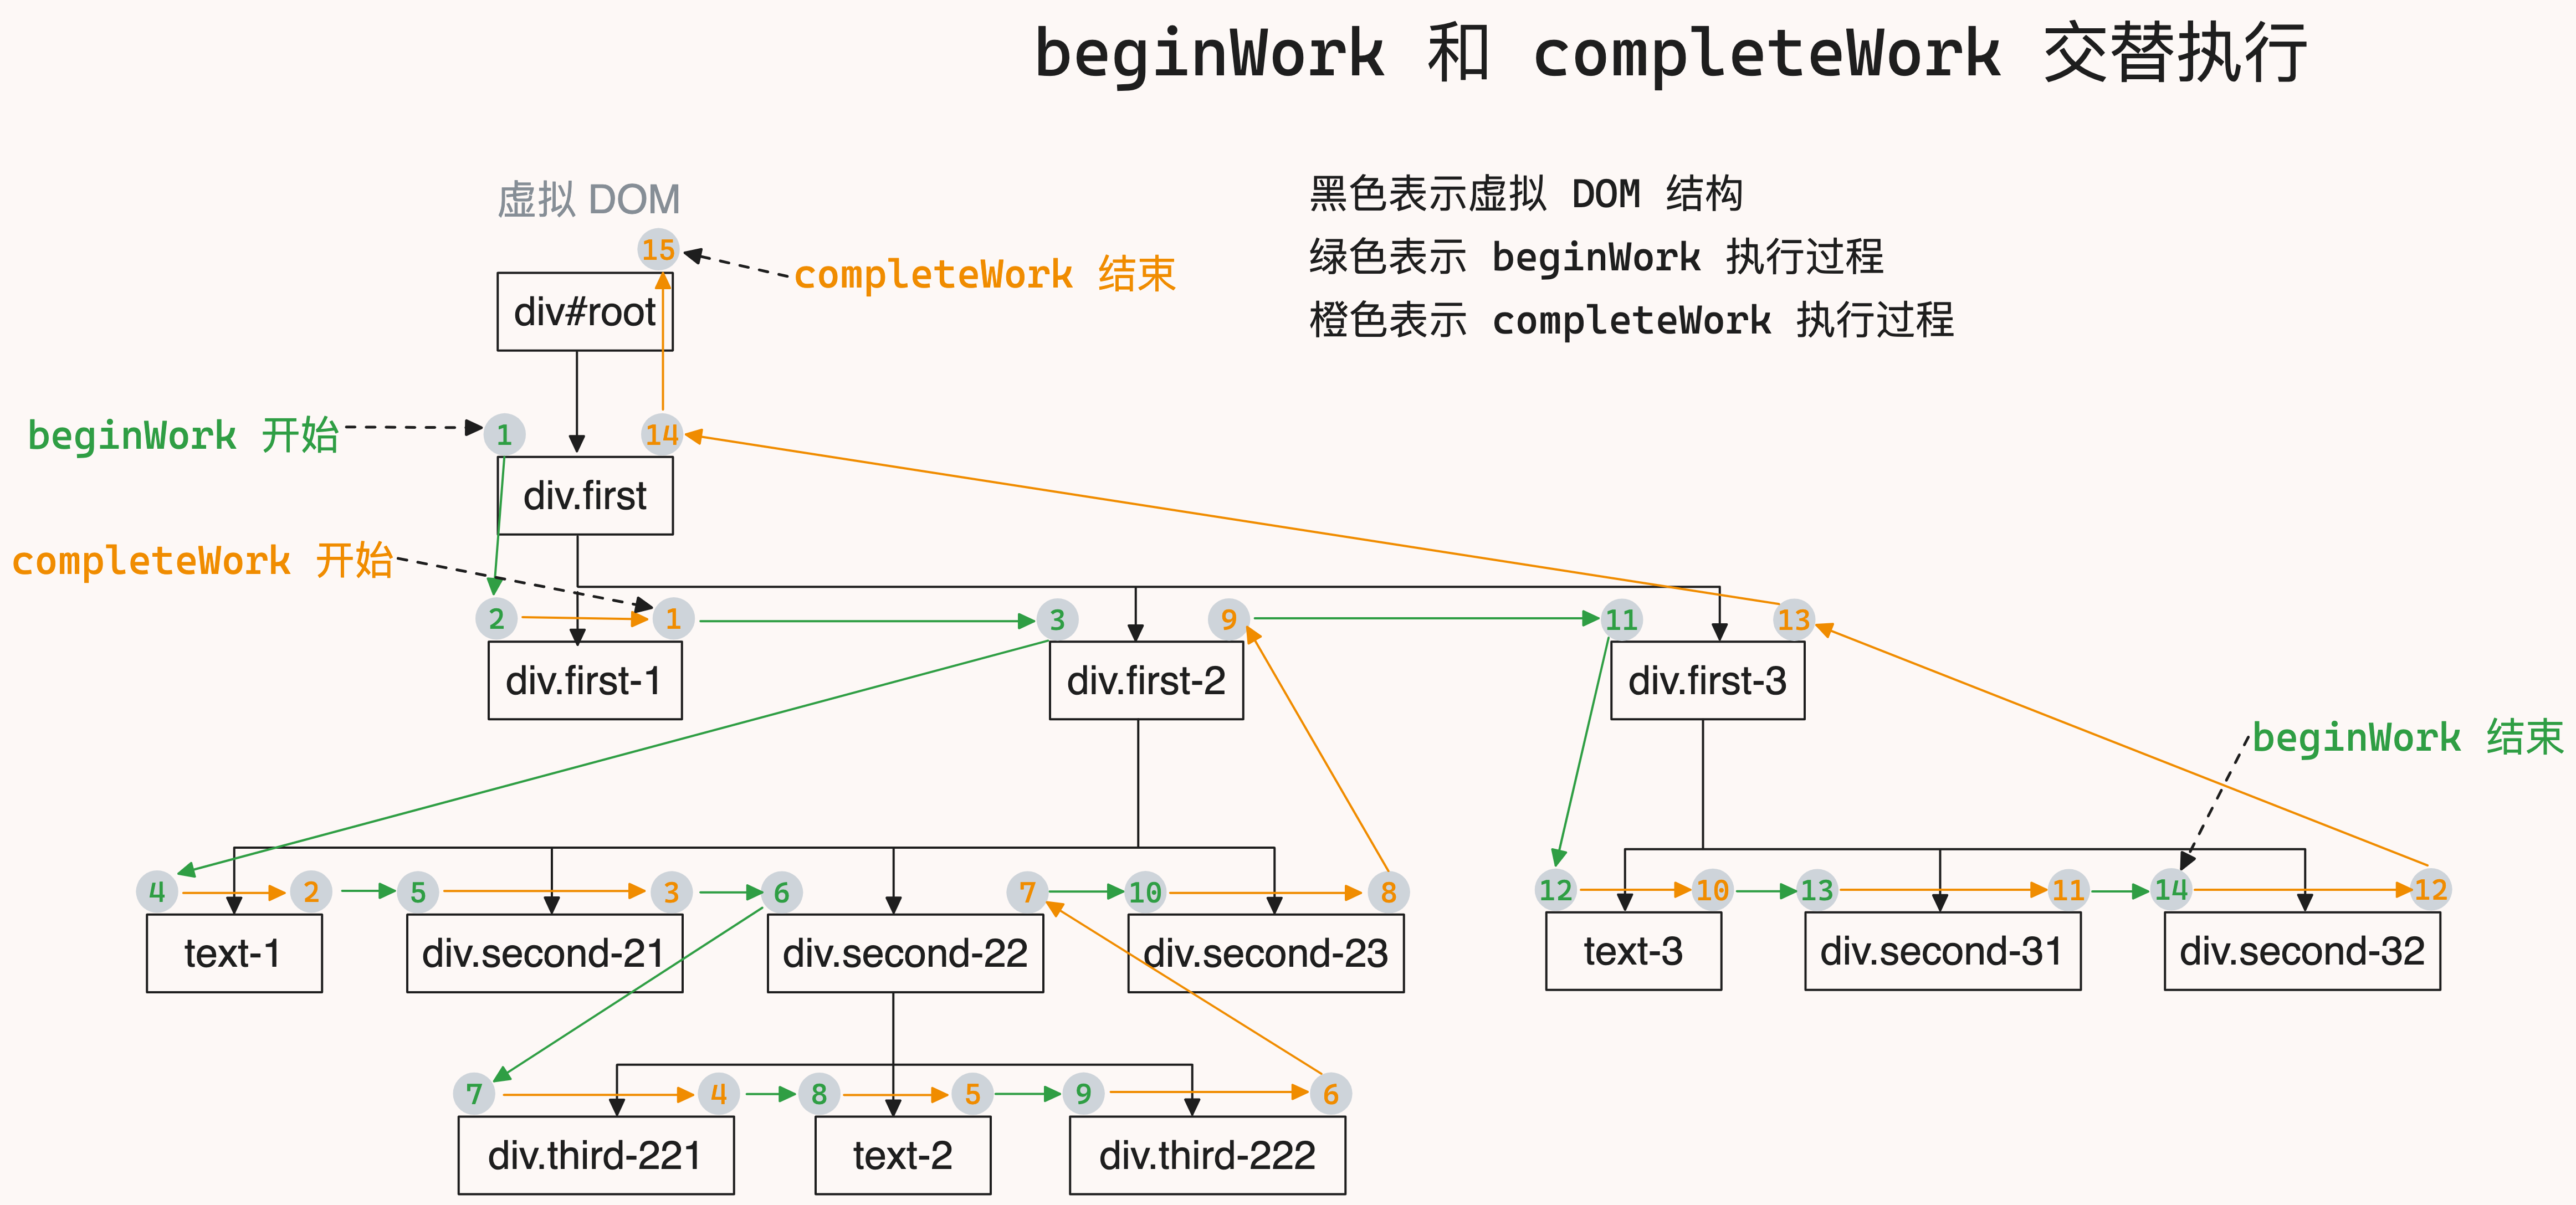 beginWork 和 completeWork 交替执行
虚拟 DOM
黑色表示虚拟 DOM 结构
绿色表示 beginWork 执行过程
橙色表示 completeWork 执行过程
15
completeWork 结束
div#root
beginWork 开始
1
14
div.first
completeWork 开始
2
1
3
9
11
13
div.first-1
div.first-2
div.first-3
beginWork 结束
4
2
5
3
6
7
10
8
12
10
13
11
14
12
text-1
div.second-21
div.second-22
div.second-23
text-3
div.second-31
div.second-32
7
4
8
5
9
6
div.third-221
text-2
div.third-222